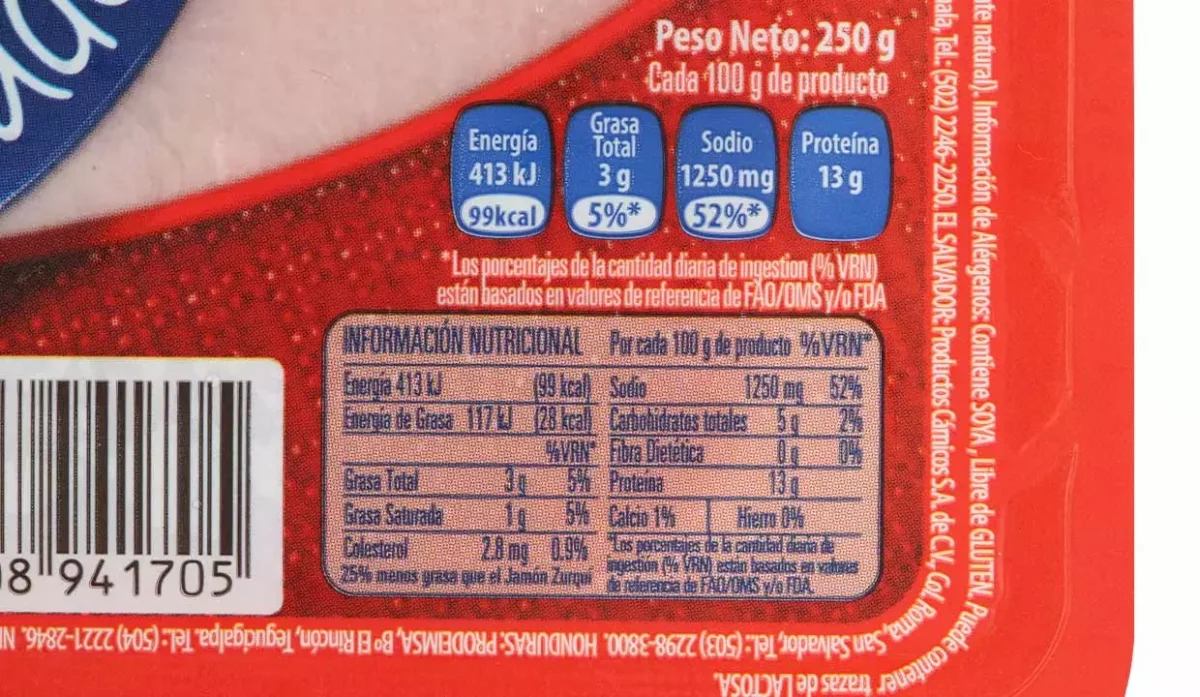 Peso Neto: 250 g
Cada 100 g de producto
Energía
413 kJ
99kcal
Grasa
Total
3 g
5%*
Sodio
1250 mg
52%*
Proteína
13 g
*Los porcentajes de la cantidad diaria de ingestion (% VRN)
están basados en valores de referencia de FAO/OMS y/o FDA
INFORMACIÓN NUTRICIONAL Por cada 100 g de producto %VRN*
Energía 413 kJ (99 kcal)
Energía de Grasa 117 kJ (28 kcal)
%VRN*
Grasa Total 3 g 5%
Grasa Saturada 1 g 5%
Colesterol 2.8 mg 0.9%
25% menos grasa que el Jamón Zurquí
Sodio 1250 mg 52%
Carbohidratos totales 5 g 2%
Fibra Dietética 0 g 0%
Proteína 13 g
Calcio 1% Hierro 0%
*Los porcentajes de la cantidad diaria de
ingestión (% VRN) están basados en valores
de referencia de FAO/OMS y/o FDA.
8 941705
natural). Información de Alérgenos: Contiene SOYA, Libre de GLUTEN. Puede contener trazas de LACTOSA.
Tel.: (502) 2246-2250. EL SALVADOR: Productos Cárnicos S.A. de C.V., Col. Roma, San Salvador, Tel.: (503) 2298-3800. HONDURAS: PRODEMSA, Bº El Rincón, Tegucigalpa. Tel.: (504) 2221-2846.